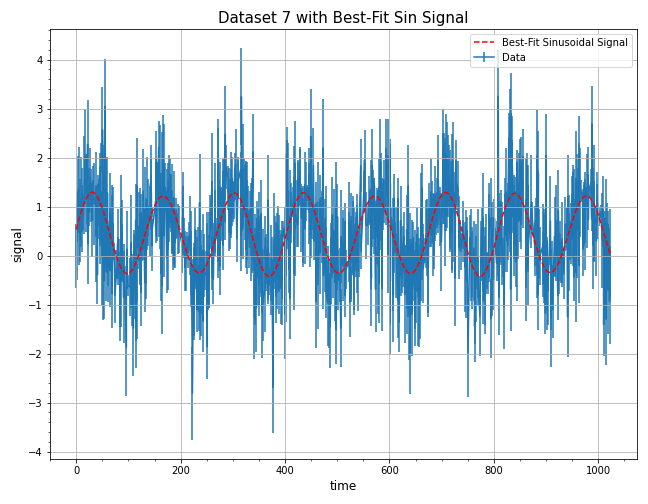 Dataset 7 with Best-Fit Sin Signal
Best-Fit Sinusoidal Signal
Data
signal
4
3
2
1
0
−1
−2
−3
−4
0 200 400 600 800 1000
time